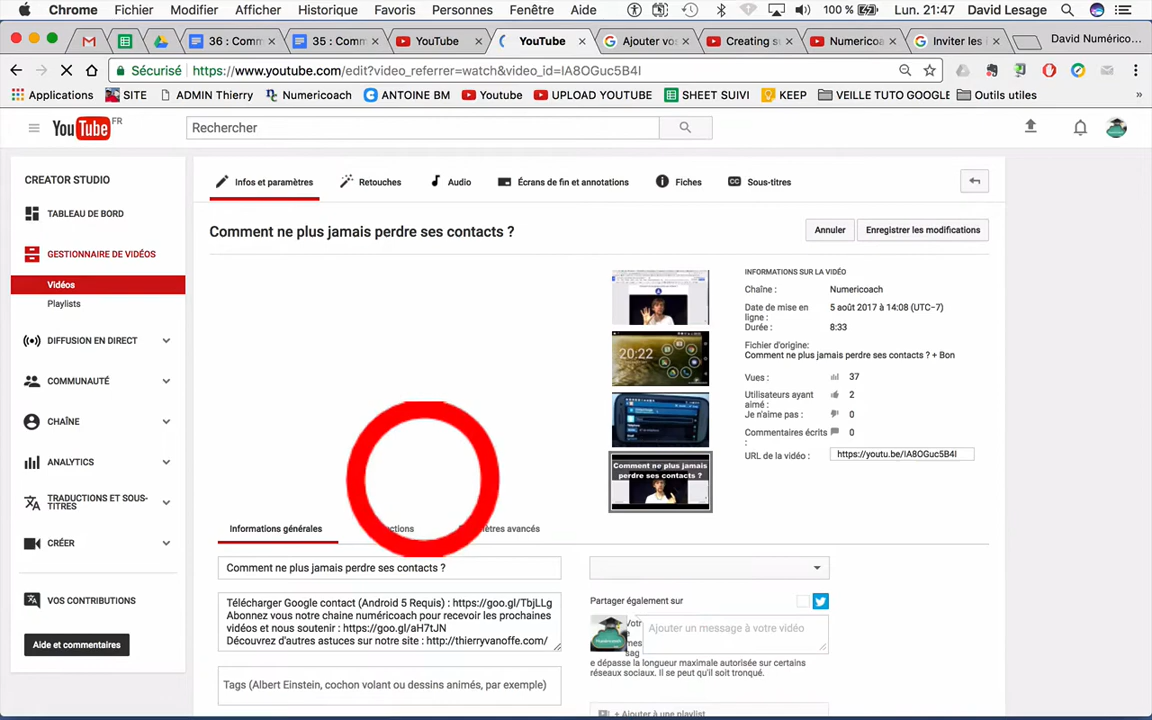 Chrome Fichier Modifier Afficher Historique Favoris Personnes Fenêtre Aide 100 % Lun. 21:47 David Lesage
36 : Comm 35 : Comm YouTube YouTube Ajouter vos Creating s Numericoa Inviter les David Numérico...
Sécurisé https://www.youtube.com/edit?video_referrer=watch&video_id=IA8OGuc5B4I
Applications SITE ADMIN Thierry Numericoach ANTOINE BM Youtube UPLOAD YOUTUBE SHEET SUIVI KEEP VEILLE TUTO GOOGLE Outils utiles »
YouTube FR Rechercher
CREATOR STUDIO
TABLEAU DE BORD
GESTIONNAIRE DE VIDÉOS
Vidéos
Playlists
DIFFUSION EN DIRECT
COMMUNAUTÉ
CHAÎNE
ANALYTICS
TRADUCTIONS ET SOUS-
TITRES
CRÉER
VOS CONTRIBUTIONS
Aide et commentaires
Infos et paramètres Retouches Audio Écrans de fin et annotations Fiches CC Sous-titres
Comment ne plus jamais perdre ses contacts ? Annuler Enregistrer les modifications
20:22
Comment ne plus jamais
perdre ses contacts ?
INFORMATIONS SUR LA VIDÉO
Chaîne : Numericoach
Date de mise en
ligne : 5 août 2017 à 14:08 (UTC−7)
Durée : 8:33
Fichier d'origine:
Comment ne plus jamais perdre ses contacts ? + Bon
Vues : 37
Utilisateurs ayant
aimé : 2
Je n'aime pas : 0
Commentaires écrits 0
:
URL de la vidéo : https://youtu.be/IA8OGuc5B4I
Informations générales ctions ètres avancés
Comment ne plus jamais perdre ses contacts ?
Télécharger Google contact (Android 5 Requis) : https://goo.gl/TbjLLg
Abonnez vous notre chaine numéricoach pour recevoir les prochaines
vidéos et nous soutenir : https://goo.gl/aH7tJN
Découvrez d'autres astuces sur notre site : http://thierryvanoffe.com/
Tags (Albert Einstein, cochon volant ou dessins animés, par exemple)
Partager également sur
Votr
mes
sag
Ajouter un message à votre vidéo
e dépasse la longueur maximale autorisée sur certains
réseaux sociaux. Il se peut qu'il soit tronqué.
+ Ajouter à une playlist